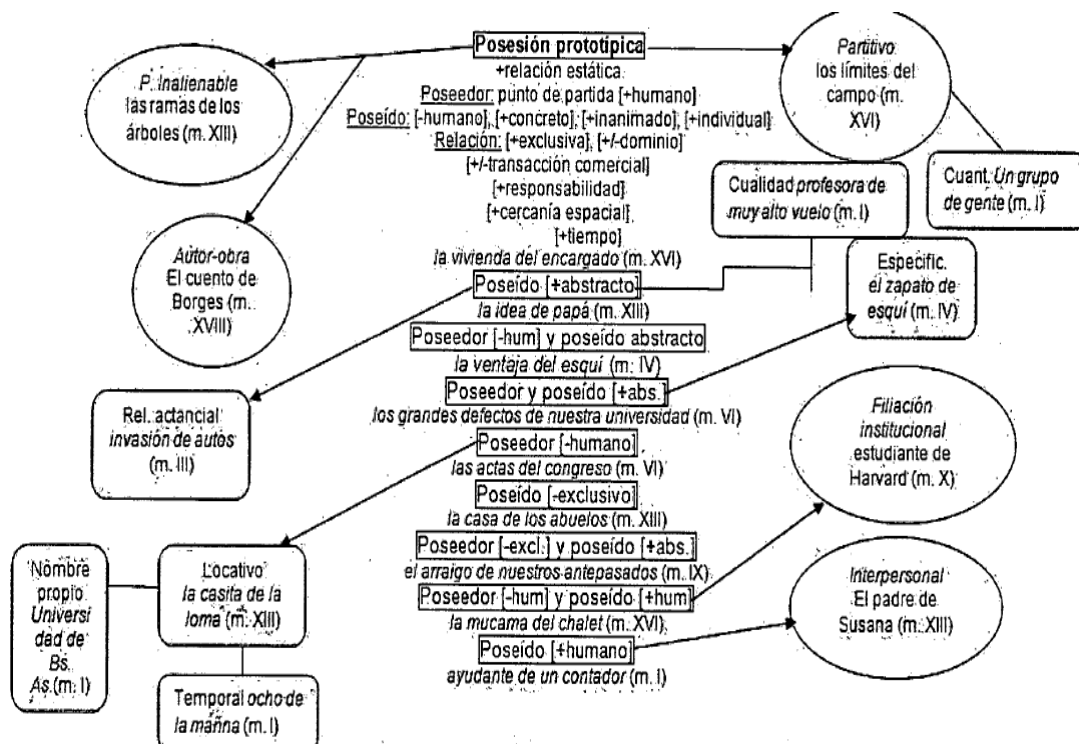 Posesión prototípica
+relación estática
Poseedor: punto de partida [+humano]
Poseído: [-humano], [+concreto], [+inanimado], [+individual]
Relación: [+exclusiva], [+/-dominio]
[+/-transacción comercial]
[+responsabilidad]
[+cercanía espacial]
[+tiempo]
la vivienda del encargado (m. XVI)
Poseído [+abstracto]
la idea de papá (m. XIII)
Poseedor [-hum] y poseído abstracto
la ventaja del esquí (m. IV)
Poseedor y poseído [+abs.]
los grandes defectos de nuestra universidad (m. VI)
Poseedor [-humano]
las actas del congreso (m. VI)
Poseído [-exclusivo]
la casa de los abuelos (m. XIII)
Poseedor [-excl.] y poseído [+abs.]
el arraigo de nuestros antepasados (m. IX)
Poseedor [-hum] y poseído [+hum]
la mucama del chalet (m. XVI)
Poseído [+humano]
ayudante de un contador (m. I)
P. Inalienable
las ramas de los
árboles (m. XIII)
Autor-obra
El cuento de
Borges (m.
XVIII)
Rel. actancial
invasión de autos
(m. III)
Nombre
propio
Universi
dad de
Bs.
As.(m. I)
Locativo
la casita de la
loma (m. XIII)
Temporal ocho de
la mañna (m. I)
Partitivo
los límites del
campo (m.
XVI)
Cuant. Un grupo
de gente (m. I)
Cualidad profesora de
muy alto vuelo (m. I)
Especific.
el zapato de
esquí (m. IV)
Filiación
institucional
estudiante de
Harvard (m. X)
Interpersonal
El padre de
Susana (m. XIII)